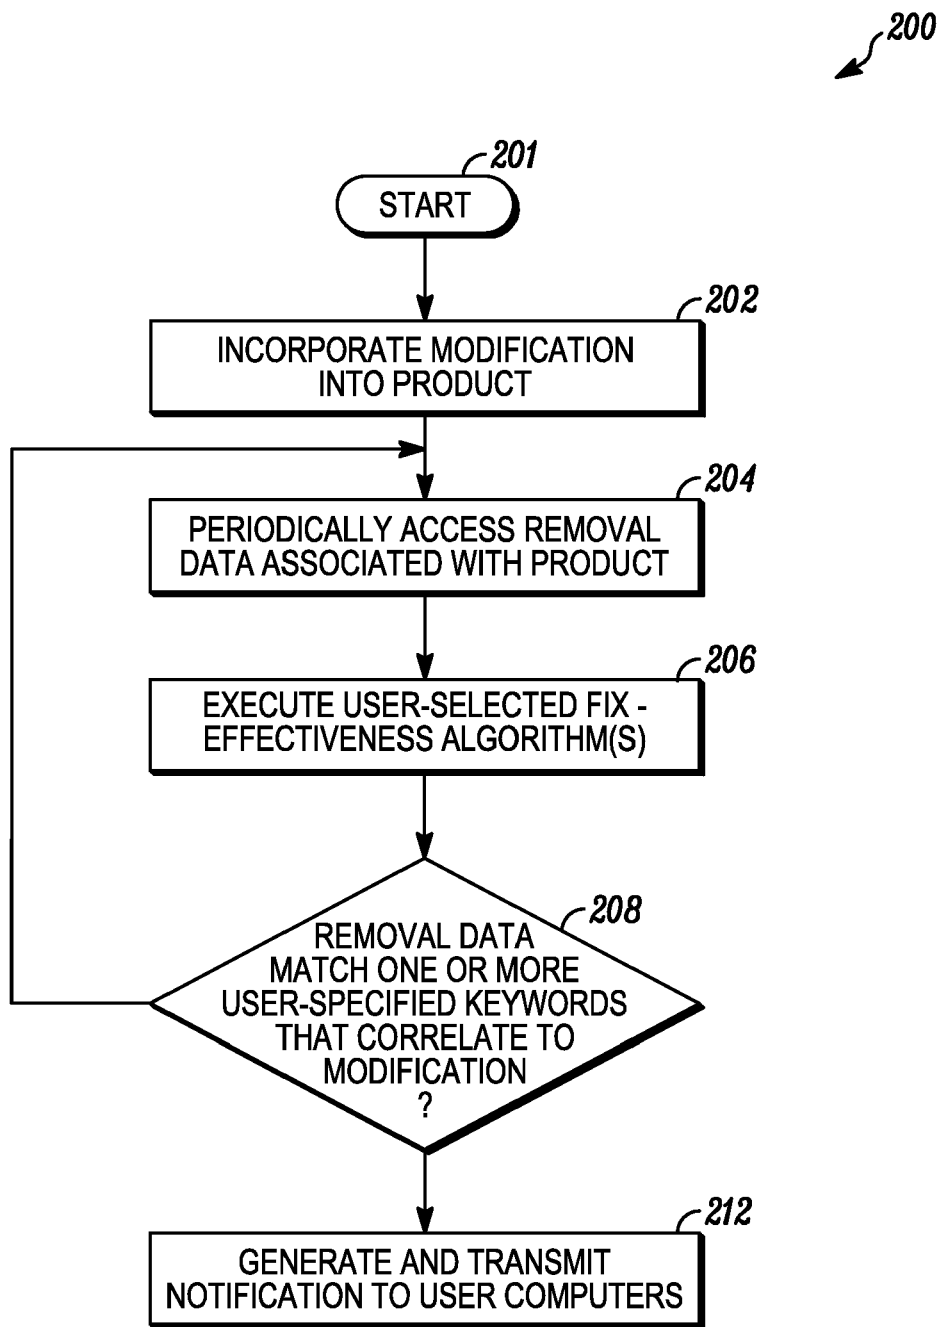 200
201
START
202
INCORPORATE MODIFICATION
INTO PRODUCT
204
PERIODICALLY ACCESS REMOVAL
DATA ASSOCIATED WITH PRODUCT
206
EXECUTE USER-SELECTED FIX -
EFFECTIVENESS ALGORITHM(S)
208
REMOVAL DATA
MATCH ONE OR MORE
USER-SPECIFIED KEYWORDS
THAT CORRELATE TO
MODIFICATION
?
212
GENERATE AND TRANSMIT
NOTIFICATION TO USER COMPUTERS